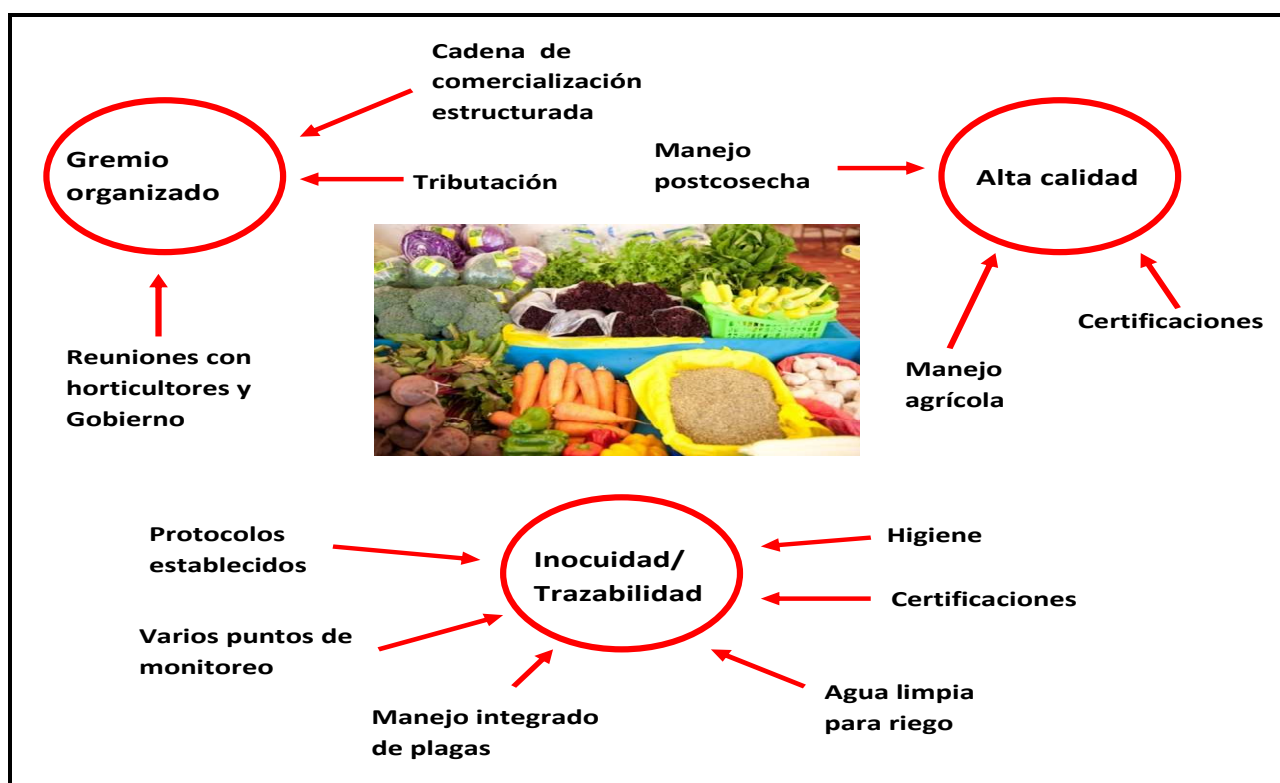 Cadena de
comercialización
estructurada
Gremio
organizado
Tributación
Reuniones con
horticultores y
Gobierno
Manejo
postcosecha
Alta calidad
Certificaciones
Manejo
agrícola
Protocolos
establecidos
Inocuidad/
Trazabilidad
Higiene
Certificaciones
Varios puntos de
monitoreo
Manejo integrado
de plagas
Agua limpia
para riego